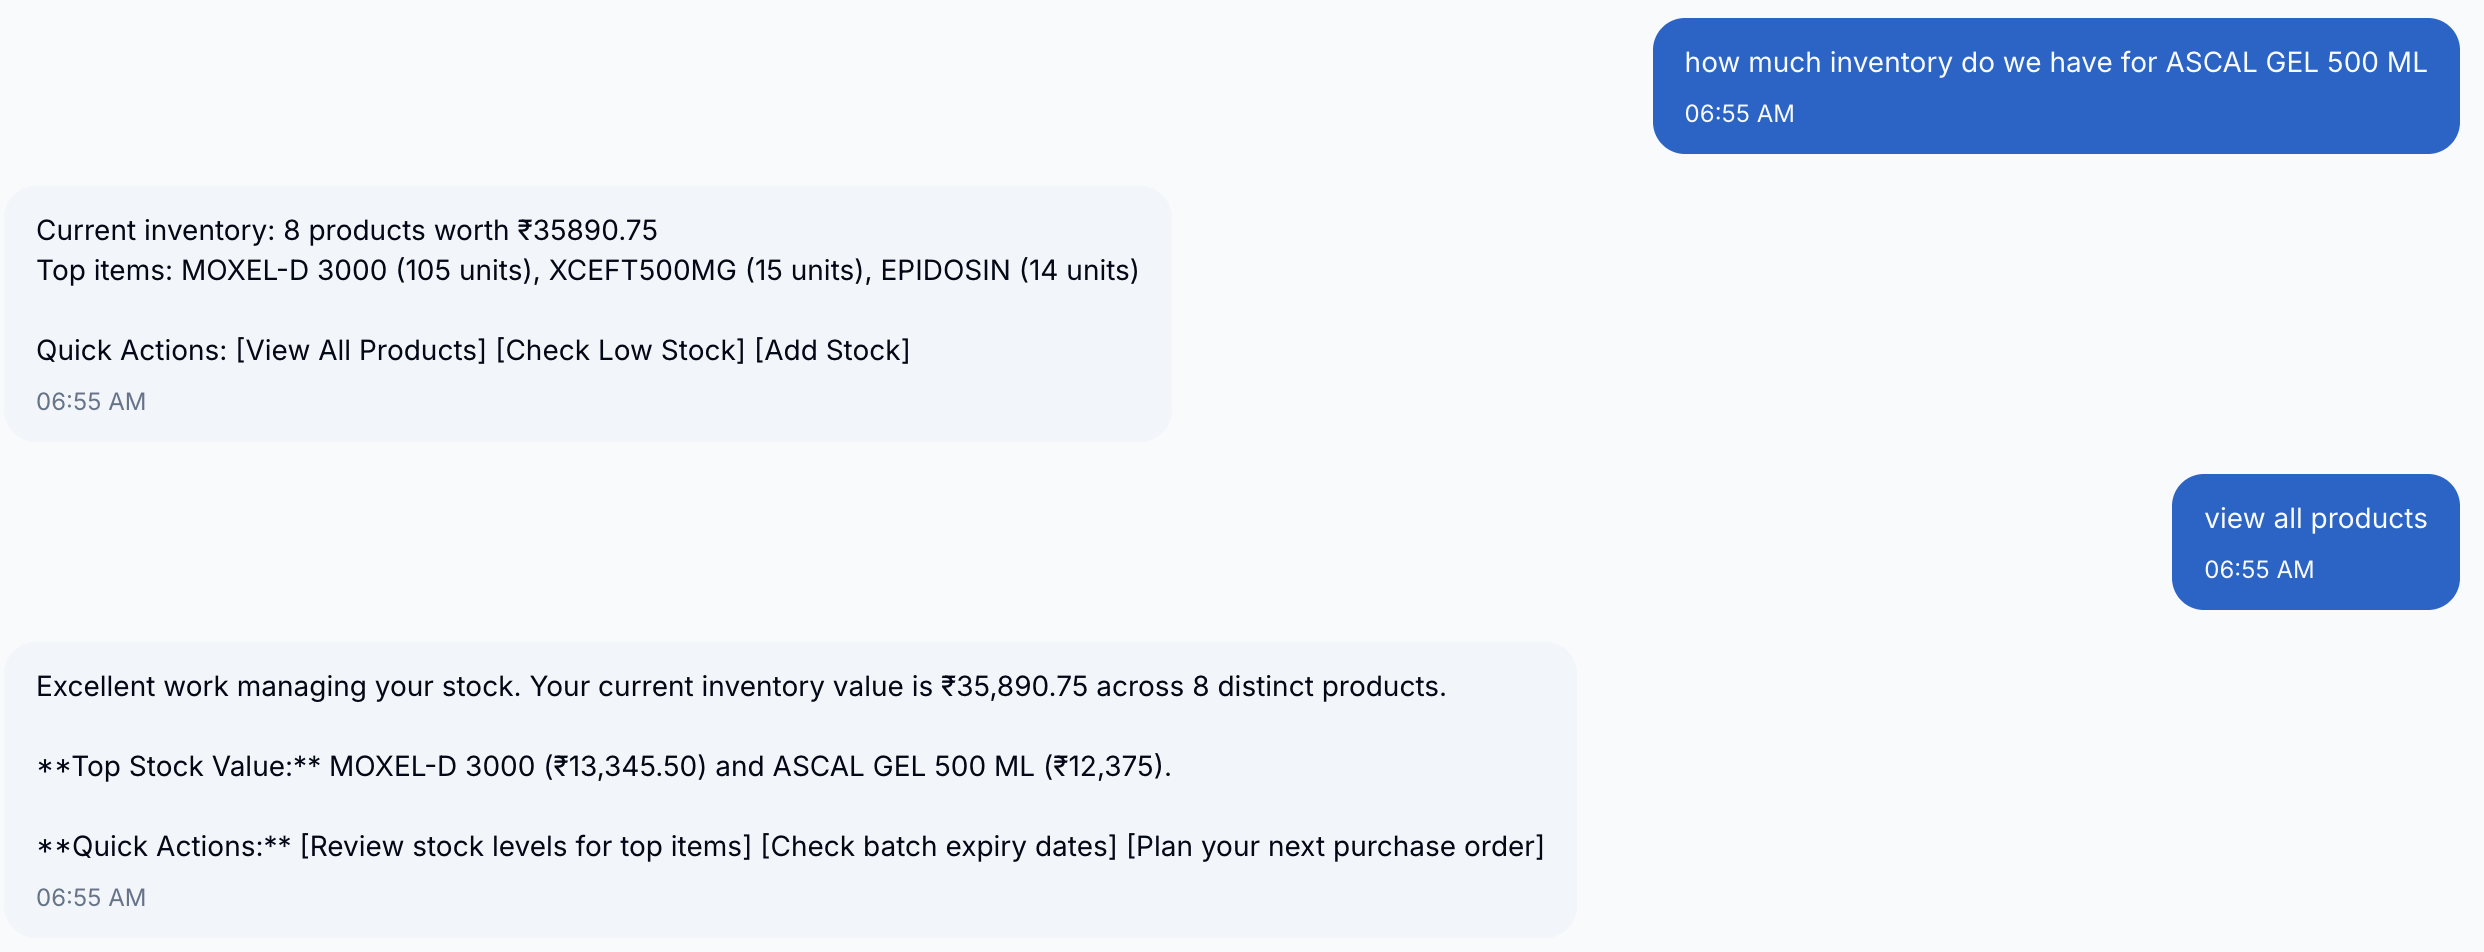 how much inventory do we have for ASCAL GEL 500 ML
06:55 AM
Current inventory: 8 products worth ₹35890.75
Top items: MOXEL-D 3000 (105 units), XCEFT500MG (15 units), EPIDOSIN (14 units)
Quick Actions: [View All Products] [Check Low Stock] [Add Stock]
06:55 AM
view all products
06:55 AM
Excellent work managing your stock. Your current inventory value is ₹35,890.75 across 8 distinct products.
**Top Stock Value:** MOXEL-D 3000 (₹13,345.50) and ASCAL GEL 500 ML (₹12,375).
**Quick Actions:** [Review stock levels for top items] [Check batch expiry dates] [Plan your next purchase order]
06:55 AM